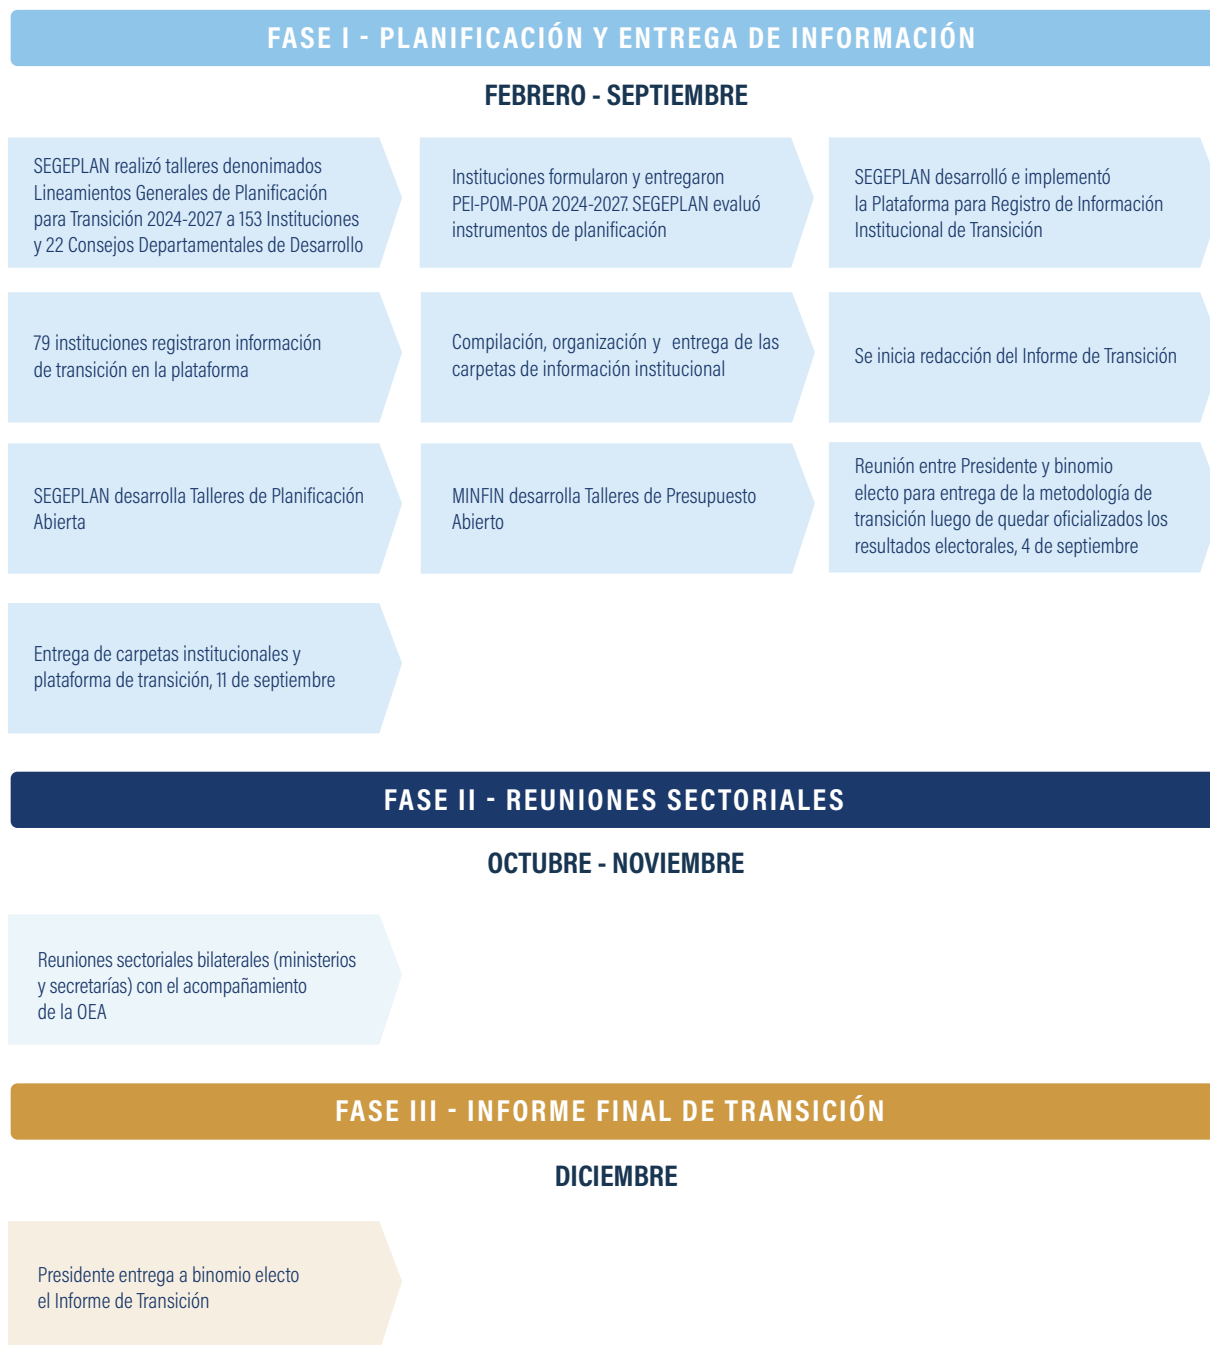 FASE I - PLANIFICACIÓN Y ENTREGA DE INFORMACIÓN
FEBRERO - SEPTIEMBRE
SEGEPLAN realizó talleres denonimados
Lineamientos Generales de Planificación
para Transición 2024-2027 a 153 Instituciones
y 22 Consejos Departamentales de Desarrollo
Instituciones formularon y entregaron
PEI-POM-POA 2024-2027. SEGEPLAN evaluó
instrumentos de planificación
SEGEPLAN desarrolló e implementó
la Plataforma para Registro de Información
Institucional de Transición
79 instituciones registraron información
de transición en la plataforma
Compilación, organización y entrega de las
carpetas de información institucional
Se inicia redacción del Informe de Transición
SEGEPLAN desarrolla Talleres de Planificación
Abierta
MINFIN desarrolla Talleres de Presupuesto
Abierto
Reunión entre Presidente y binomio
electo para entrega de la metodología de
transición luego de quedar oficializados los
resultados electorales, 4 de septiembre
Entrega de carpetas institucionales y
plataforma de transición, 11 de septiembre
FASE II - REUNIONES SECTORIALES
OCTUBRE - NOVIEMBRE
Reuniones sectoriales bilaterales (ministerios
y secretarías) con el acompañamiento
de la OEA
FASE III - INFORME FINAL DE TRANSICIÓN
DICIEMBRE
Presidente entrega a binomio electo
el Informe de Transición